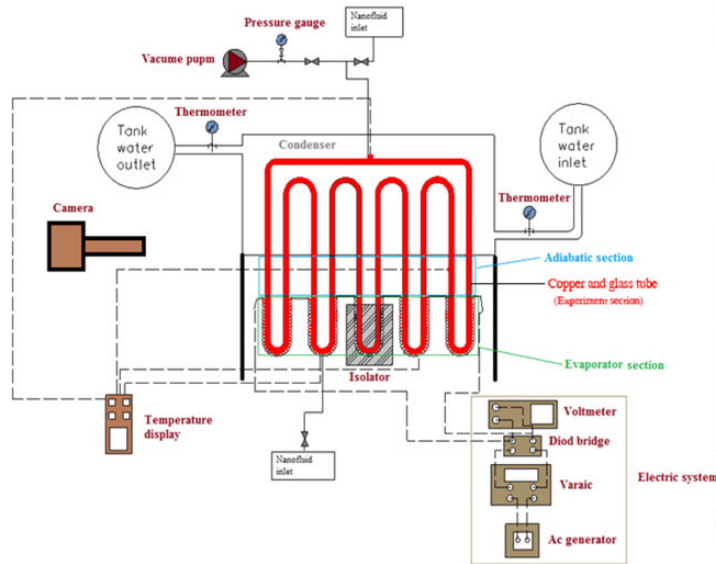 Nanofluid
inlet
Pressure gauge
Vacume pupm
Thermometer
Tank
water
outlet
Condenser
Tank
water
inlet
Thermometer
Camera
Adiabatic section
Copper and glass tube
(Experiment section)
Evaporator section
Isolator
Temperature
display
Nanofluid
inlet
Voltmeter
Diod bridge
Electric system
Varaic
Ac generator